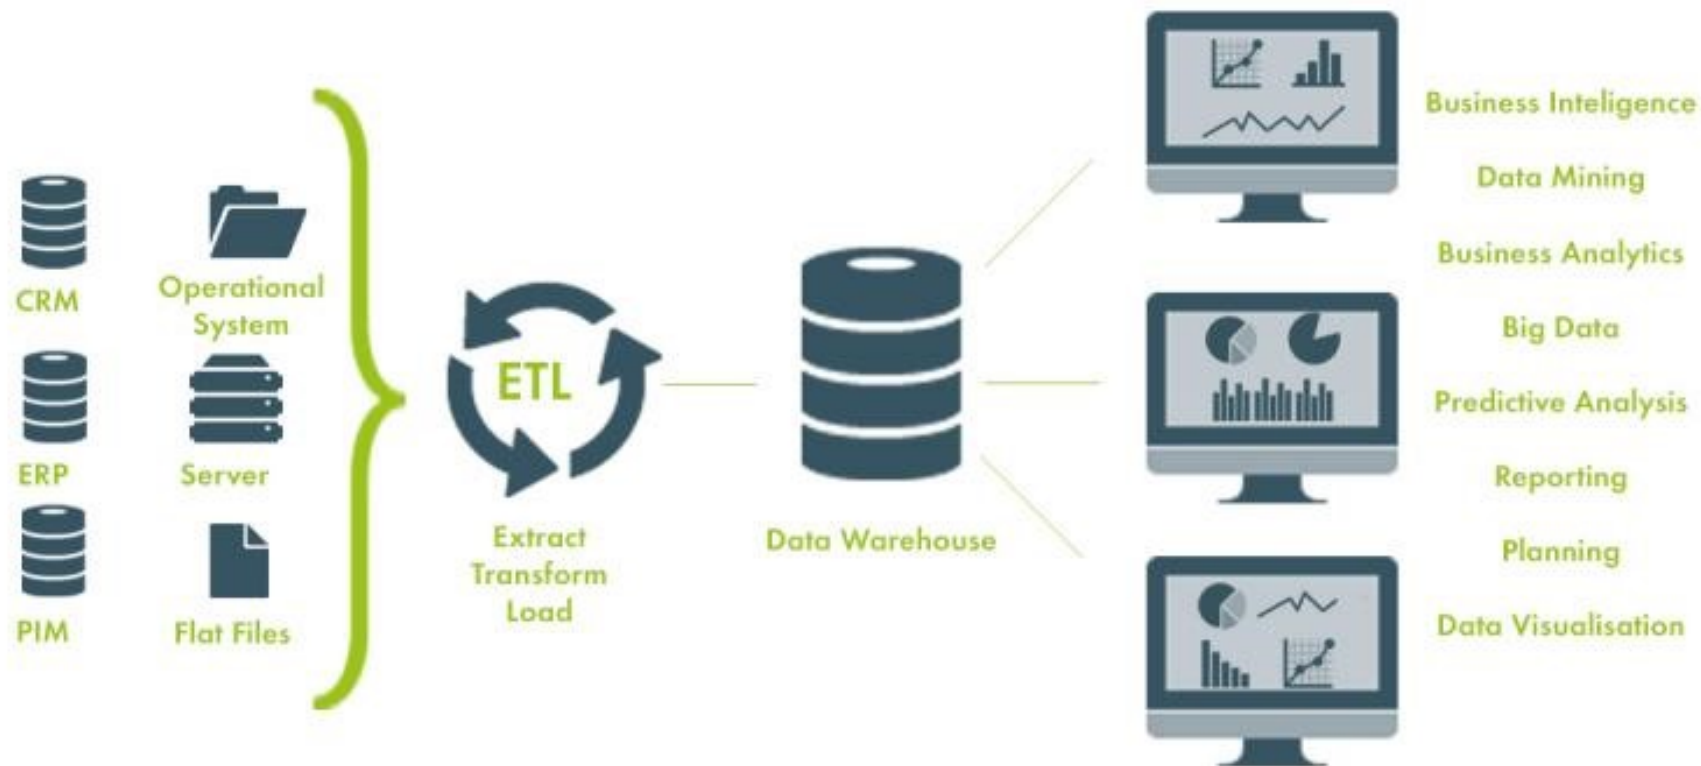 CRM
Operational
System
ERP
Server
PIM
Flat Files
ETL
Extract
Transform
Load
Data Warehouse
Business Inteligence
Data Mining
Business Analytics
Big Data
Predictive Analysis
Reporting
Planning
Data Visualisation